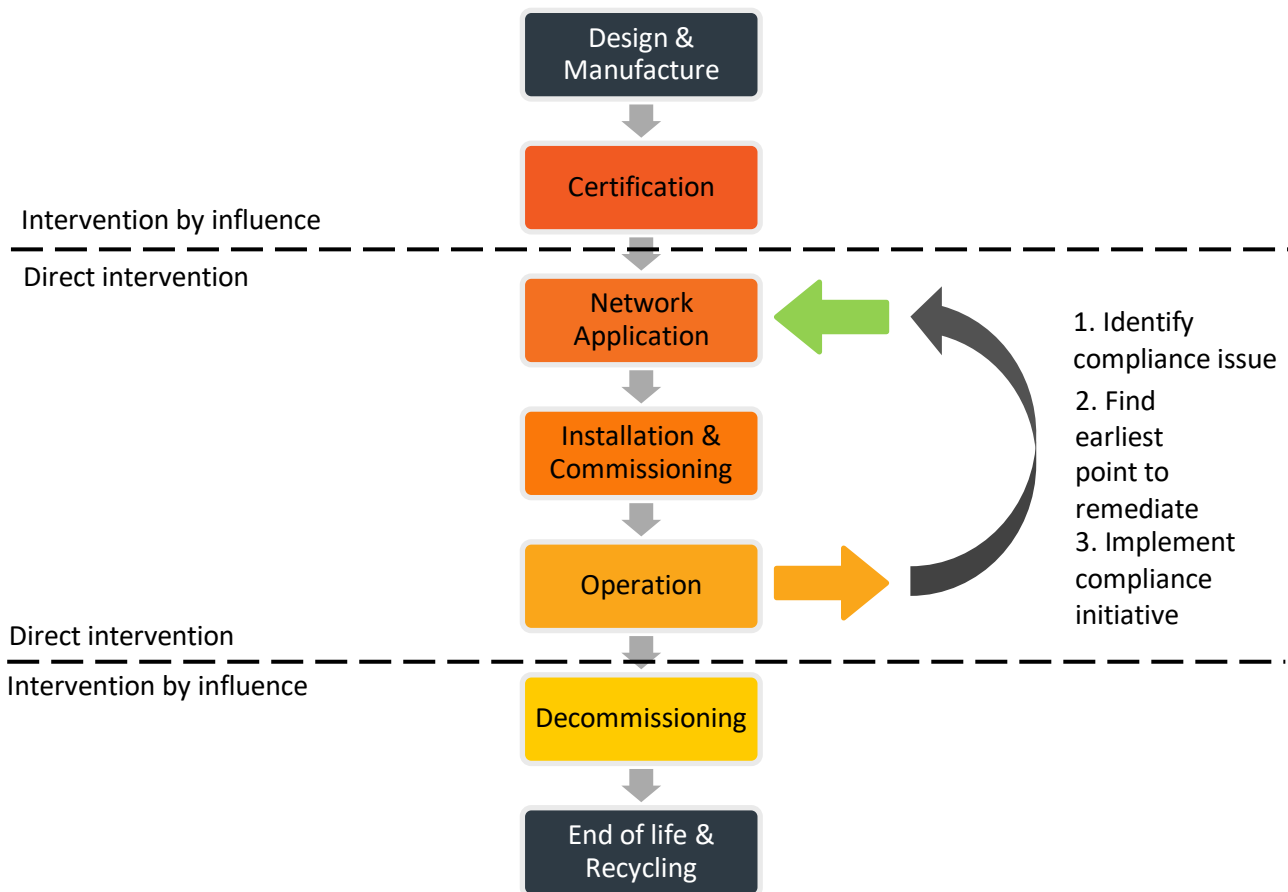 Design &
Manufacture
Certification
Intervention by influence
Direct intervention
Network
Application
1. Identify
compliance issue
2. Find
earliest
point to
remediate
3. Implement
compliance
initiative
Installation &
Commissioning
Operation
Direct intervention
Intervention by influence
Decommissioning
End of life &
Recycling